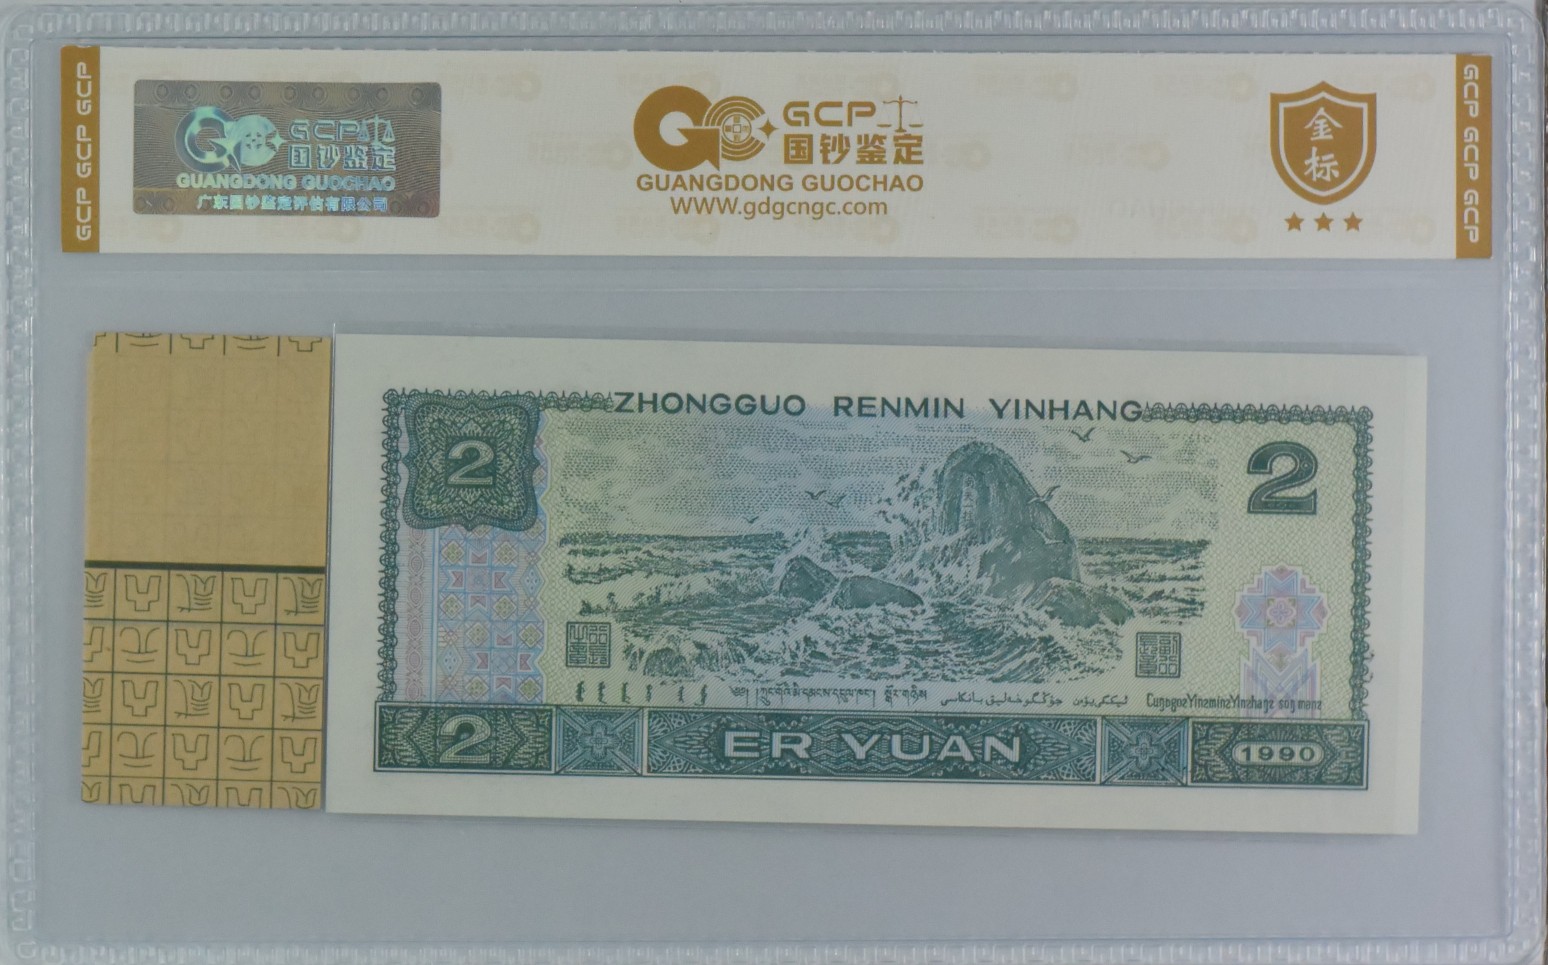 GCP GCP GCP
GCP
国钞鉴定
GUANGDONG GUOCHAO
广东国钞鉴定评估有限公司
GCP
国钞鉴定
GUANGDONG GUOCHAO
WWW.gdgcngc.com
金
标
GCP GCP GCP
ZHONGGUO RENMIN YINHANG
2
2
2
ER YUAN
1990